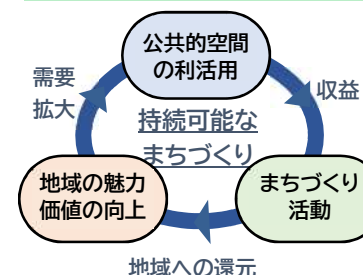 公共的空間
の利活用
需要
拡大
収益
持続可能な
まちづくり
地域の魅力
価値の向上
まちづくり
活動
地域への還元